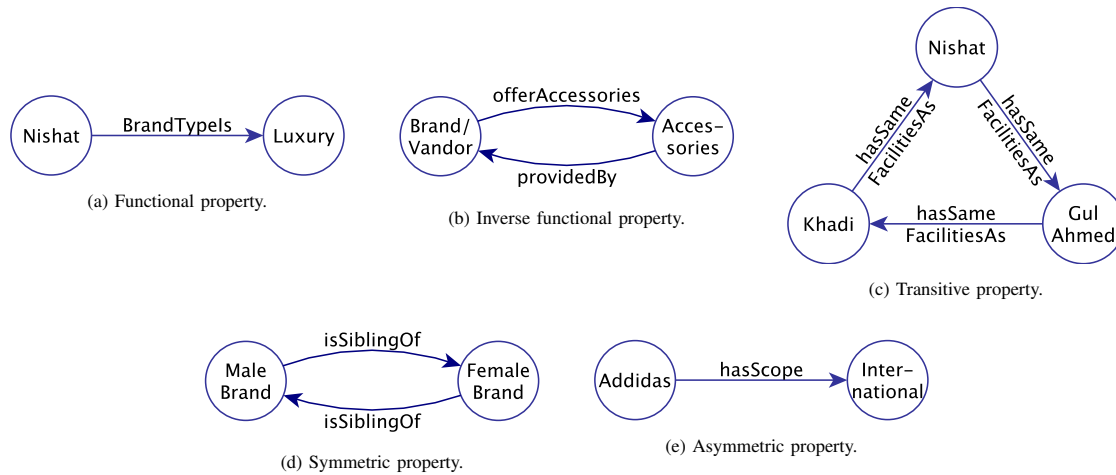 Nishat
BrandTypeIs
Luxury
(a) Functional property.
offerAccessories
Brand/
Vandor
Acces-
sories
providedBy
(b) Inverse functional property.
Nishat
hasSame
FacilitiesAs
hasSame
FacilitiesAs
Khadi
hasSame
FacilitiesAs
Gul
Ahmed
(c) Transitive property.
isSiblingOf
Male
Brand
Female
Brand
isSiblingOf
(d) Symmetric property.
Addidas
hasScope
Inter-
national
(e) Asymmetric property.